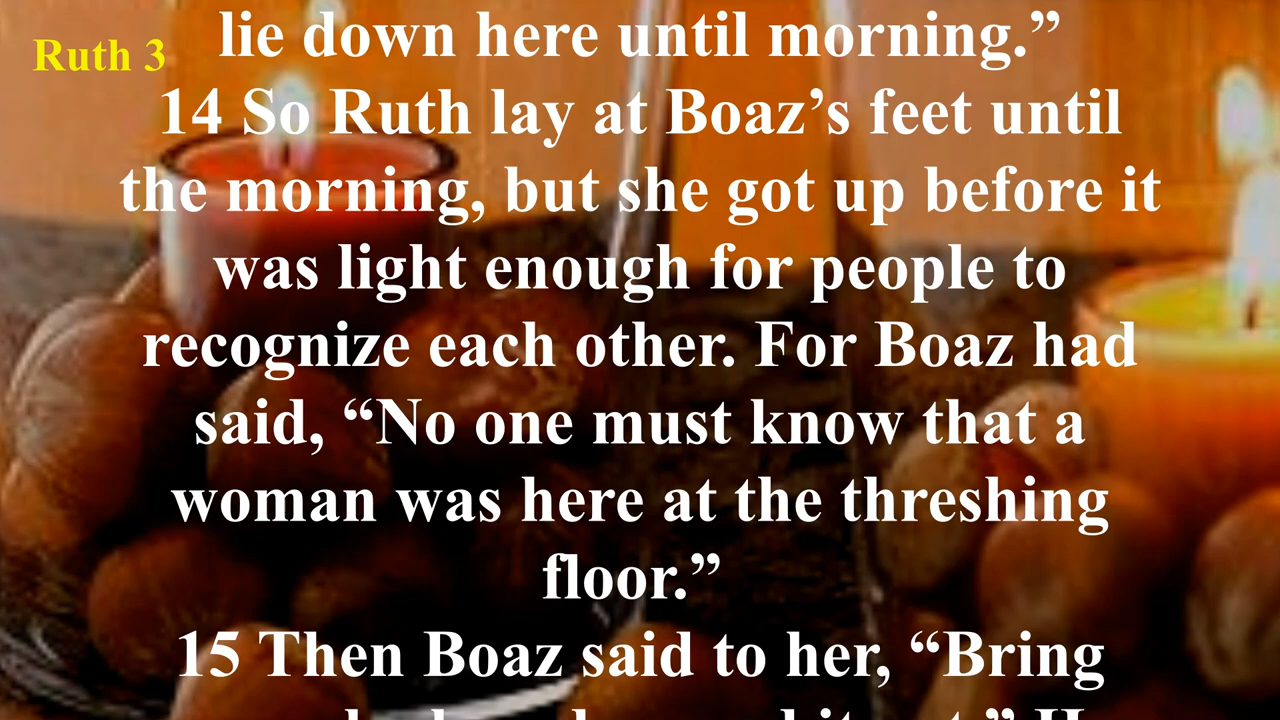 Ruth 3
lie down here until morning.”
14 So Ruth lay at Boaz’s feet until
the morning, but she got up before it
was light enough for people to
recognize each other. For Boaz had
said, “No one must know that a
woman was here at the threshing
floor.”
15 Then Boaz said to her, “Bring